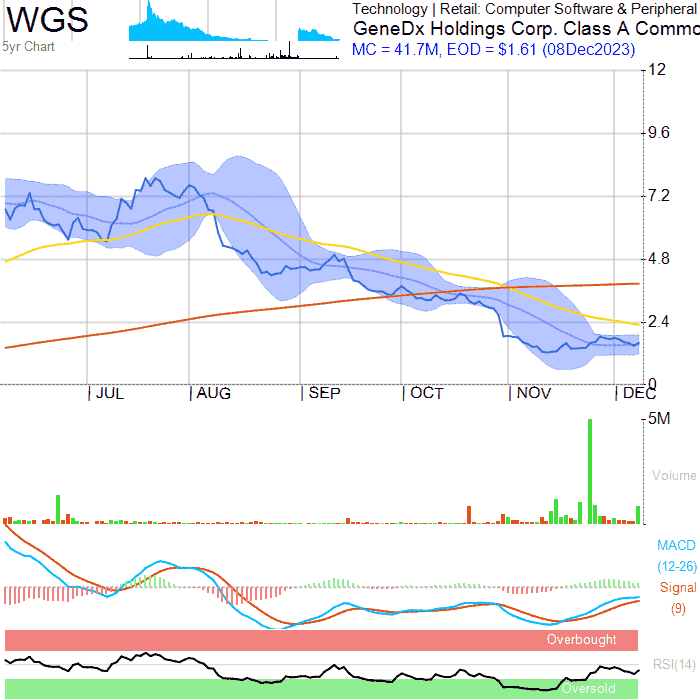 WGS
5yr Chart
Technology | Retail: Computer Software & Peripheral
GeneDx Holdings Corp. Class A Commo
MC = 41.7M, EOD = $1.61 (08Dec2023)
12
9.6
7.2
4.8
2.4
0
JUL AUG SEP OCT NOV DEC
5M
Volume
MACD
(12-26)
Signal
(9)
Overbought
RSI(14)
Oversold